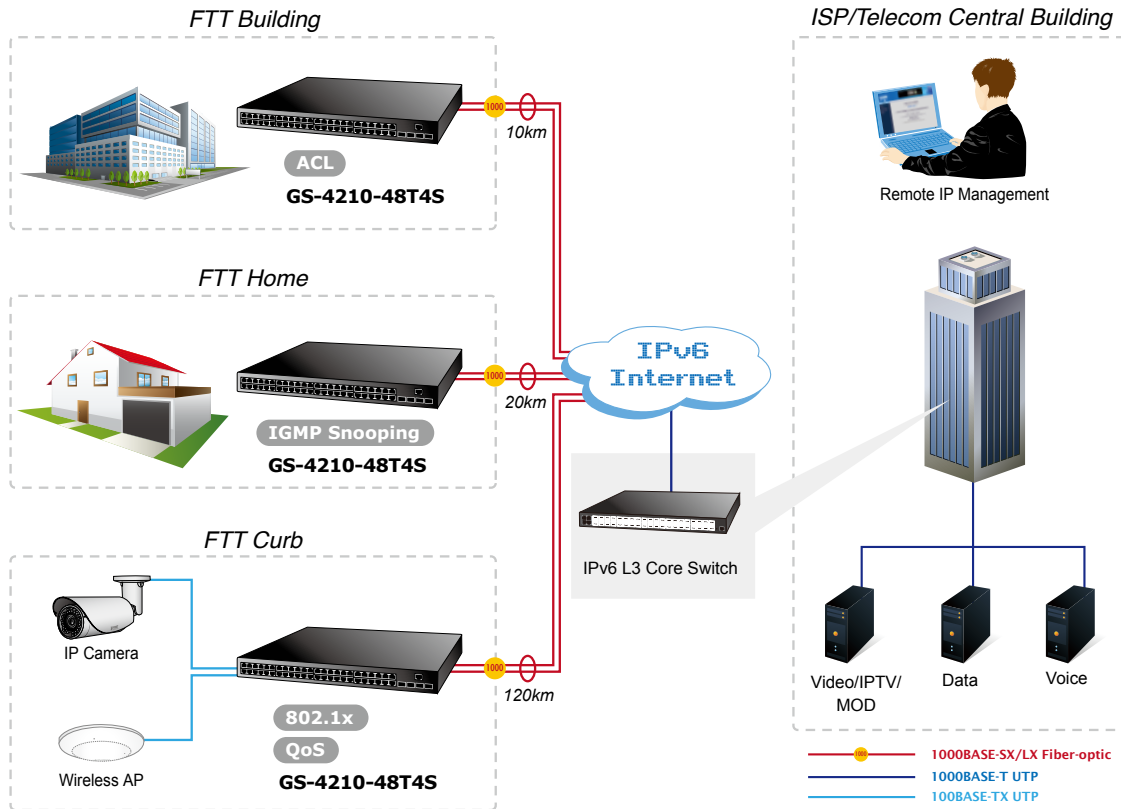 FTT Building
ACL
GS-4210-48T4S
1000
10km
FTT Home
IGMP Snooping
GS-4210-48T4S
1000
20km
FTT Curb
IP Camera
Wireless AP
802.1x
QoS
GS-4210-48T4S
1000
120km
IPv6
Internet
IPv6 L3 Core Switch
ISP/Telecom Central Building
Remote IP Management
Video/IPTV/
MOD
Data
Voice
1000
1000BASE-SX/LX Fiber-optic
1000BASE-T UTP
100BASE-TX UTP